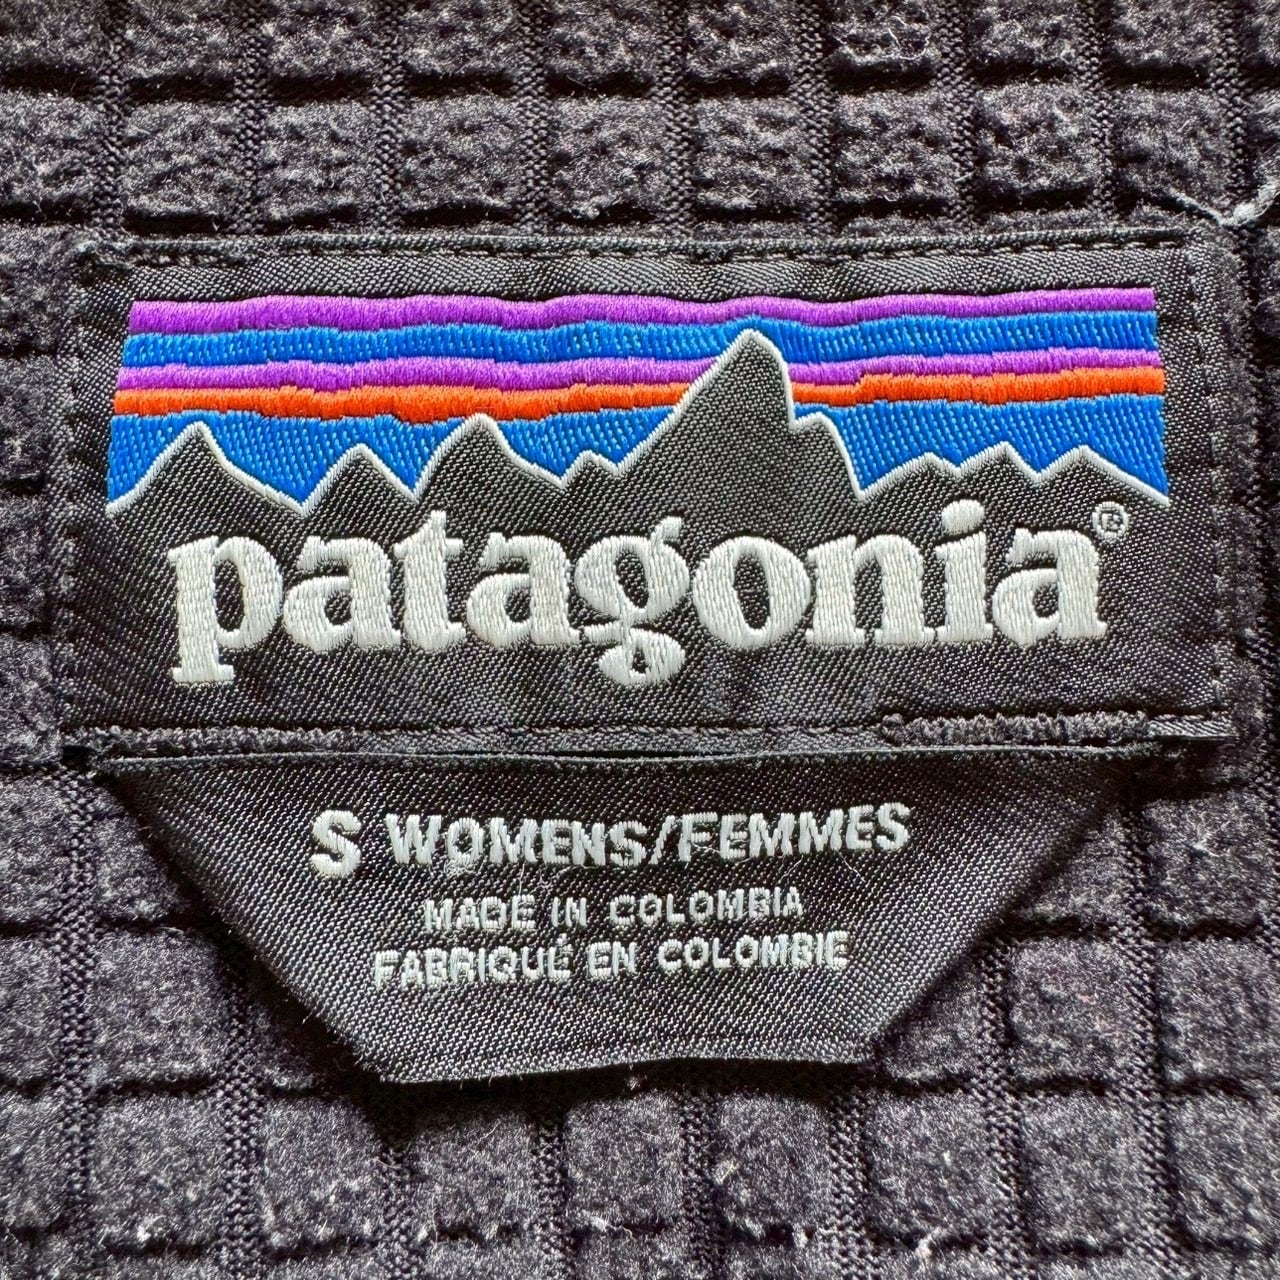 patagonia®
S WOMENS/FEMMES
MADE IN COLOMBIA
FABRIQUÉ EN COLOMBIE